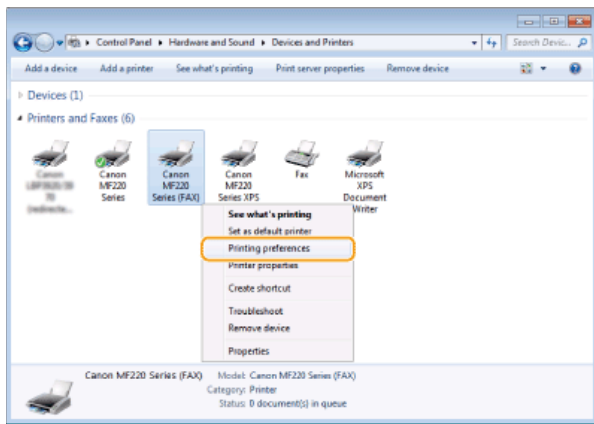 Control Panel ▸ Hardware and Sound ▸ Devices and Printers
Search Devic...
Add a device Add a printer See what's printing Print server properties Remove device
Devices (1)
Printers and Faxes (6)
Canon
MF220
Series
Canon
MF220
Series (FAX)
Canon
MF220
Series XPS
Fax
Microsoft
XPS
Document
Writer
See what's printing
Set as default printer
Printing preferences
Printer properties
Create shortcut
Troubleshoot
Remove device
Properties
Canon MF220 Series (FAX)
Model: Canon MF220 Series (FAX)
Category: Printer
Status: 0 document(s) in queue